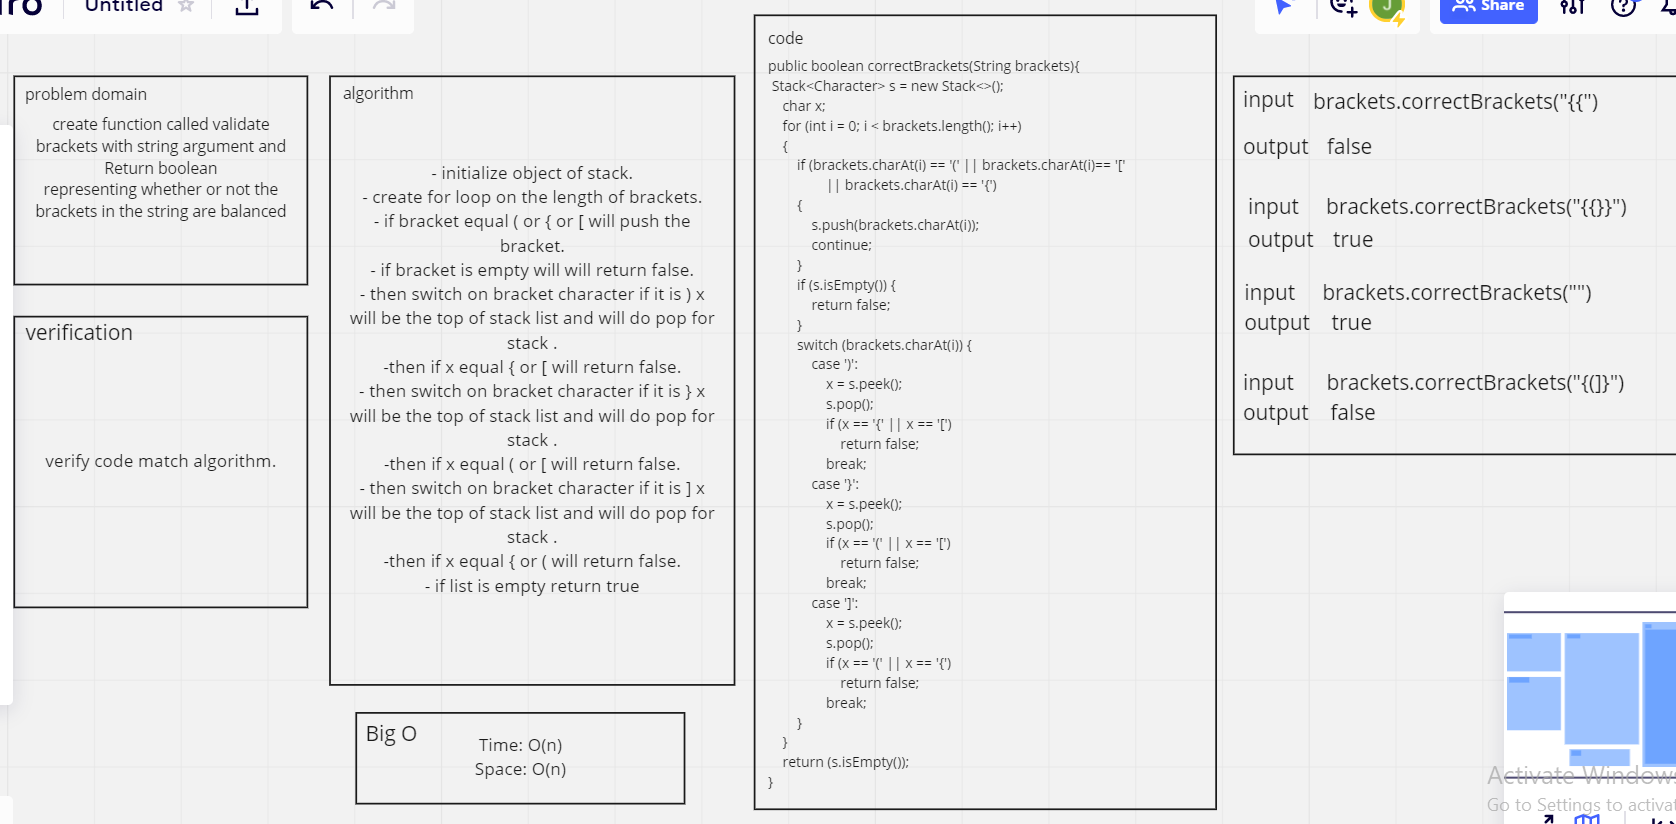 Untitled
Share
J
problem domain
create function called validate
brackets with string argument and
Return boolean
representing whether or not the
brackets in the string are balanced
verification
verify code match algorithm.
algorithm
- initialize object of stack.
- create for loop on the length of brackets.
- if bracket equal ( or { or [ will push the
bracket.
- if bracket is empty will will return false.
- then switch on bracket character if it is ) x
will be the top of stack list and will do pop for
stack .
-then if x equal { or [ will return false.
- then switch on bracket character if it is } x
will be the top of stack list and will do pop for
stack .
-then if x equal ( or [ will return false.
- then switch on bracket character if it is ] x
will be the top of stack list and will do pop for
stack .
-then if x equal { or ( will return false.
- if list is empty return true
Big O
Time: O(n)
Space: O(n)
code
public boolean correctBrackets(String brackets){
Stack<Character> s = new Stack<>();
char x;
for (int i = 0; i < brackets.length(); i++)
{
if (brackets.charAt(i) == '(' || brackets.charAt(i)== '['
|| brackets.charAt(i) == '{')
{
s.push(brackets.charAt(i));
continue;
}
if (s.isEmpty()) {
return false;
}
switch (brackets.charAt(i)) {
case ')':
x = s.peek();
s.pop();
if (x == '{' || x == '[')
return false;
break;
case '}':
x = s.peek();
s.pop();
if (x == '(' || x == '[')
return false;
break;
case ']':
x = s.peek();
s.pop();
if (x == '(' || x == '{')
return false;
break;
}
}
return (s.isEmpty());
}
input brackets.correctBrackets("{{")
output false
input brackets.correctBrackets("{{}}")
output true
input brackets.correctBrackets("")
output true
input brackets.correctBrackets("{(]}")
output false
Activate Windows
Go to Settings to activat